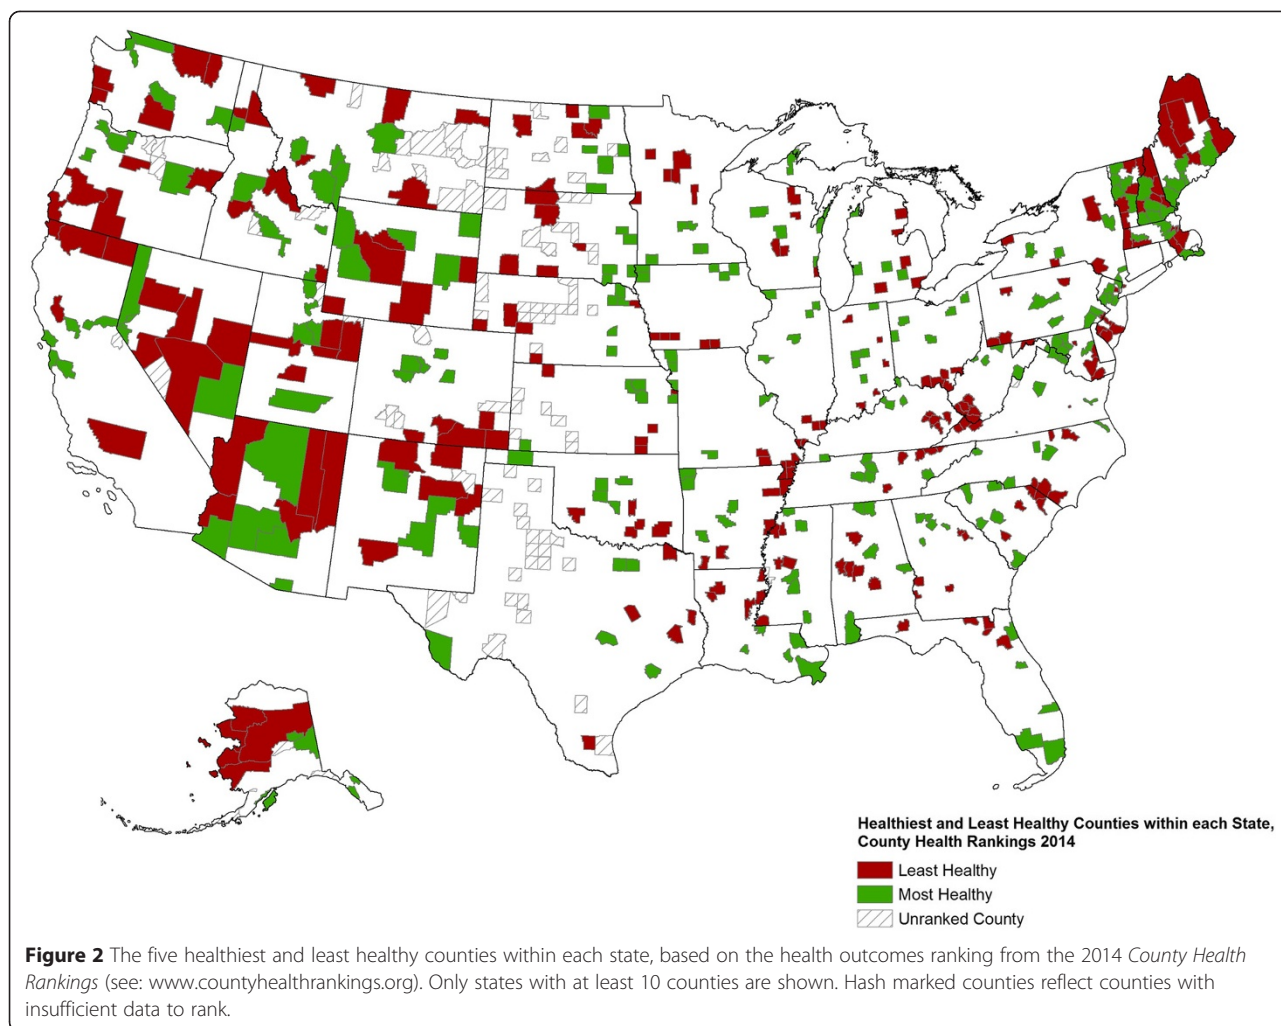 Healthiest and Least Healthy Counties within each State,
County Health Rankings 2014
Least Healthy
Most Healthy
Unranked County
Figure 2 The five healthiest and least healthy counties within each state, based on the health outcomes ranking from the 2014 County Health
Rankings (see: www.countyhealthrankings.org). Only states with at least 10 counties are shown. Hash marked counties reflect counties with
insufficient data to rank.